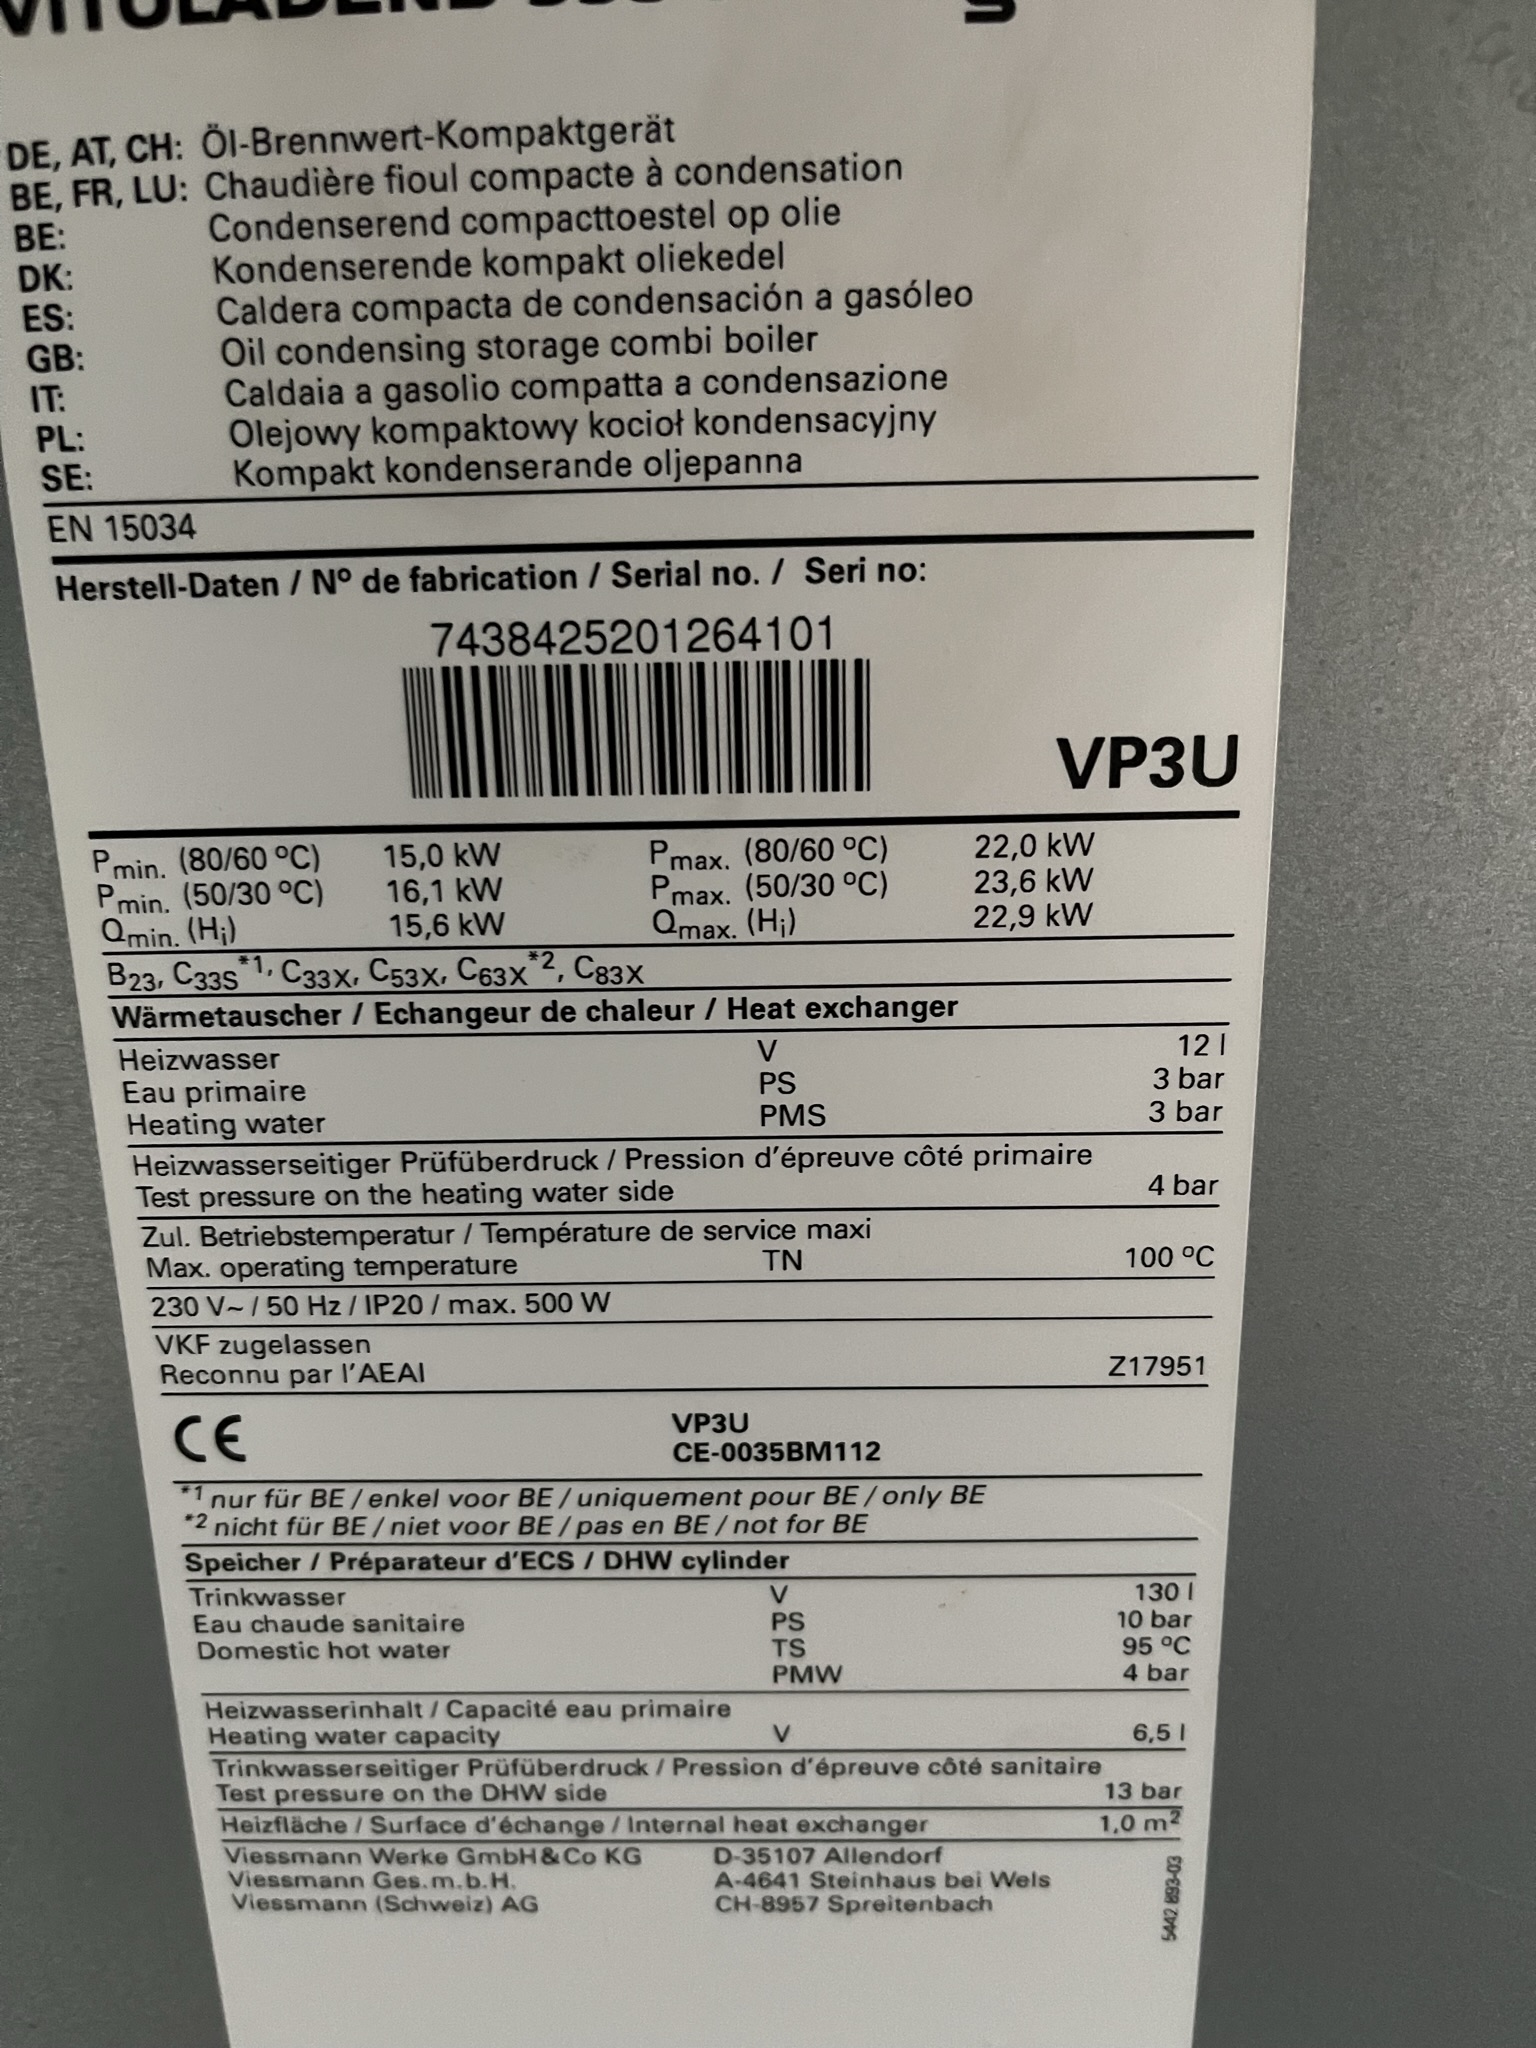 VITOLADENS
DE, AT, CH: Öl-Brennwert-Kompaktgerät
BE, FR, LU: Chaudière fioul compacte à condensation
BE: Condenserend compacttoestel op olie
DK: Kondenserende kompakt oliekedel
ES: Caldera compacta de condensación a gasóleo
GB: Oil condensing storage combi boiler
IT: Caldaia a gasolio compatta a condensazione
PL: Olejowy kompaktowy kocioł kondensacyjny
SE: Kompakt kondenserande oljepanna
EN 15034
Herstell-Daten / Nº de fabrication / Serial no. / Seri no:
7438425201264101
VP3U
Pmin. (80/60 ºC) 15,0 kW Pmax. (80/60 ºC) 22,0 kW
Pmin. (50/30 ºC) 16,1 kW Pmax. (50/30 ºC) 23,6 kW
Qmin. (Hi) 15,6 kW Qmax. (Hi) 22,9 kW
B23, C33S*1, C33X, C53X, C63X*2, C83X
Wärmetauscher / Echangeur de chaleur / Heat exchanger
Heizwasser V 12 l
Eau primaire PS 3 bar
Heating water PMS 3 bar
Heizwasserseitiger Prüfüberdruck / Pression d'épreuve côté primaire
Test pressure on the heating water side 4 bar
Zul. Betriebstemperatur / Température de service maxi
Max. operating temperature TN 100 ºC
230 V~ / 50 Hz / IP20 / max. 500 W
VKF zugelassen
Reconnu par l'AEAI Z17951
CE VP3U
CE-0035BM112
*1 nur für BE / enkel voor BE / uniquement pour BE / only BE
*2 nicht für BE / niet voor BE / pas en BE / not for BE
Speicher / Préparateur d'ECS / DHW cylinder
Trinkwasser V 130 l
Eau chaude sanitaire PS 10 bar
Domestic hot water TS 95 ºC
PMW 4 bar
Heizwasserinhalt / Capacité eau primaire
Heating water capacity V 6,5 l
Trinkwasserseitiger Prüfüberdruck / Pression d'épreuve côté sanitaire
Test pressure on the DHW side 13 bar
Heizfläche / Surface d'échange / Internal heat exchanger 1,0 m²
Viessmann Werke GmbH & Co KG D-35107 Allendorf
Viessmann Ges.m.b.H. A-4641 Steinhaus bei Wels
Viessmann (Schweiz) AG CH-8957 Spreitenbach
5442 893-03